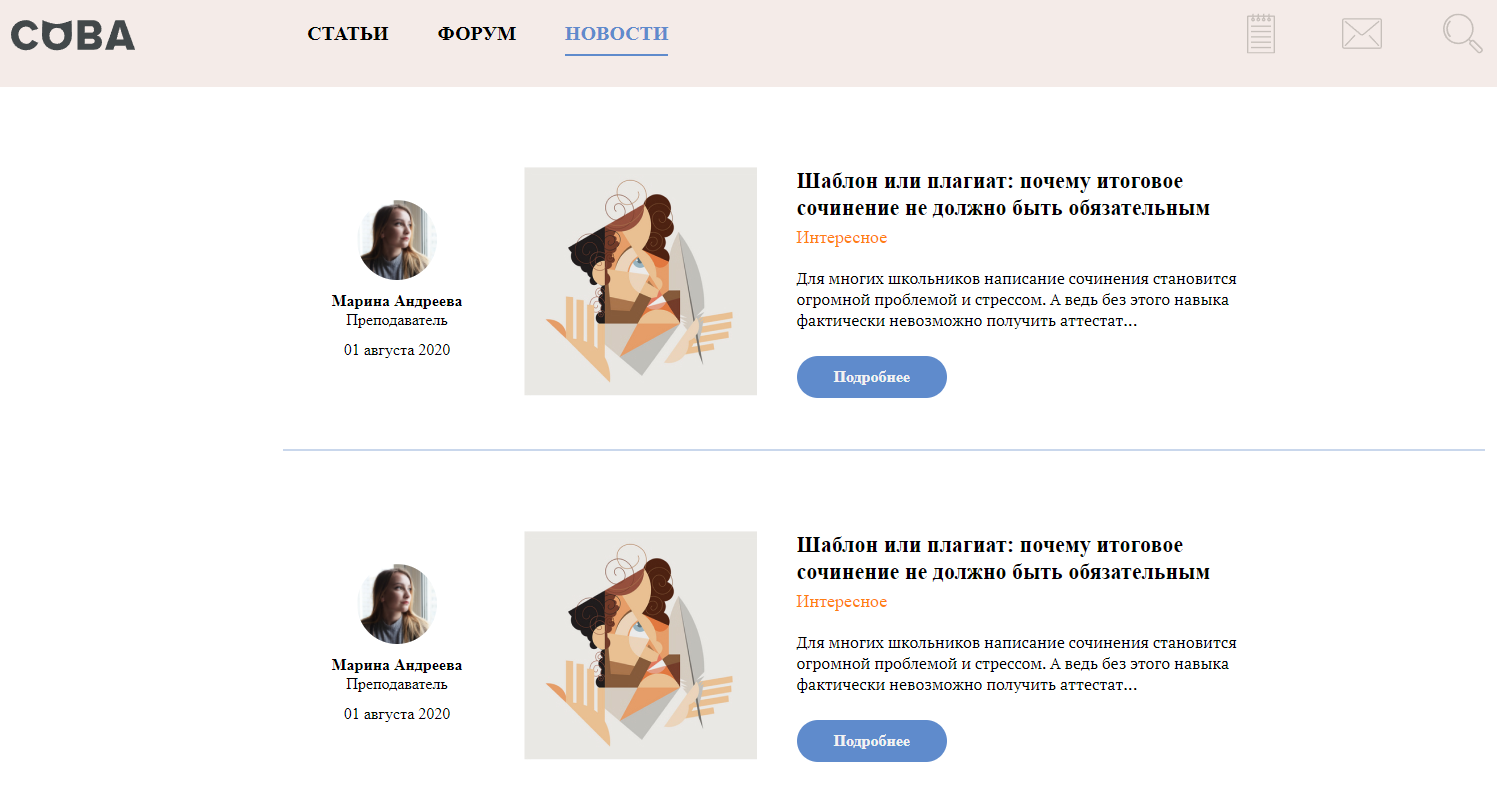 СОВА
СТАТЬИ ФОРУМ НОВОСТИ
Марина Андреева
Преподаватель
01 августа 2020
Шаблон или плагиат: почему итоговое
сочинение не должно быть обязательным
Интересное
Для многих школьников написание сочинения становится
огромной проблемой и стрессом. А ведь без этого навыка
фактически невозможно получить аттестат...
Подробнее
Марина Андреева
Преподаватель
01 августа 2020
Шаблон или плагиат: почему итоговое
сочинение не должно быть обязательным
Интересное
Для многих школьников написание сочинения становится
огромной проблемой и стрессом. А ведь без этого навыка
фактически невозможно получить аттестат...
Подробнее